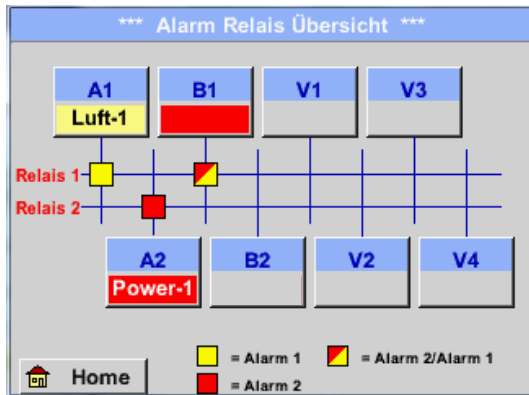 *** Alarm Relais Übersicht ***
A1 B1 V1 V3
Luft-1
Relais 1
Relais 2
A2 B2 V2 V4
Power-1
= Alarm 1 = Alarm 2/Alarm 1
= Alarm 2
Home